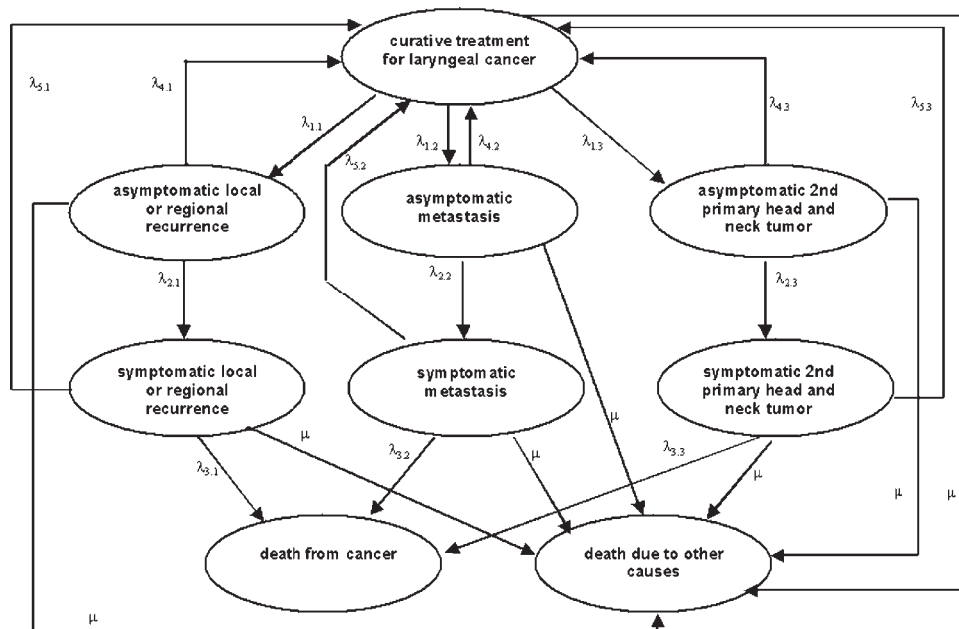 curative treatment
for laryngeal cancer
λ5.1
λ4.1
λ1.1
λ5.2
λ1.2
λ4.2
λ1.3
λ4.3
λ5.3
asymptomatic local
or regional
recurrence
asymptomatic
metastasis
asymptomatic 2nd
primary head and
neck tumor
λ2.1
λ2.2
λ2.3
symptomatic local
or regional
recurrence
symptomatic
metastasis
symptomatic 2nd
primary head and
neck tumor
λ3.1
μ
λ3.2
μ
μ
λ3.3
μ
μ
μ
death from cancer
death due to other
causes
μ